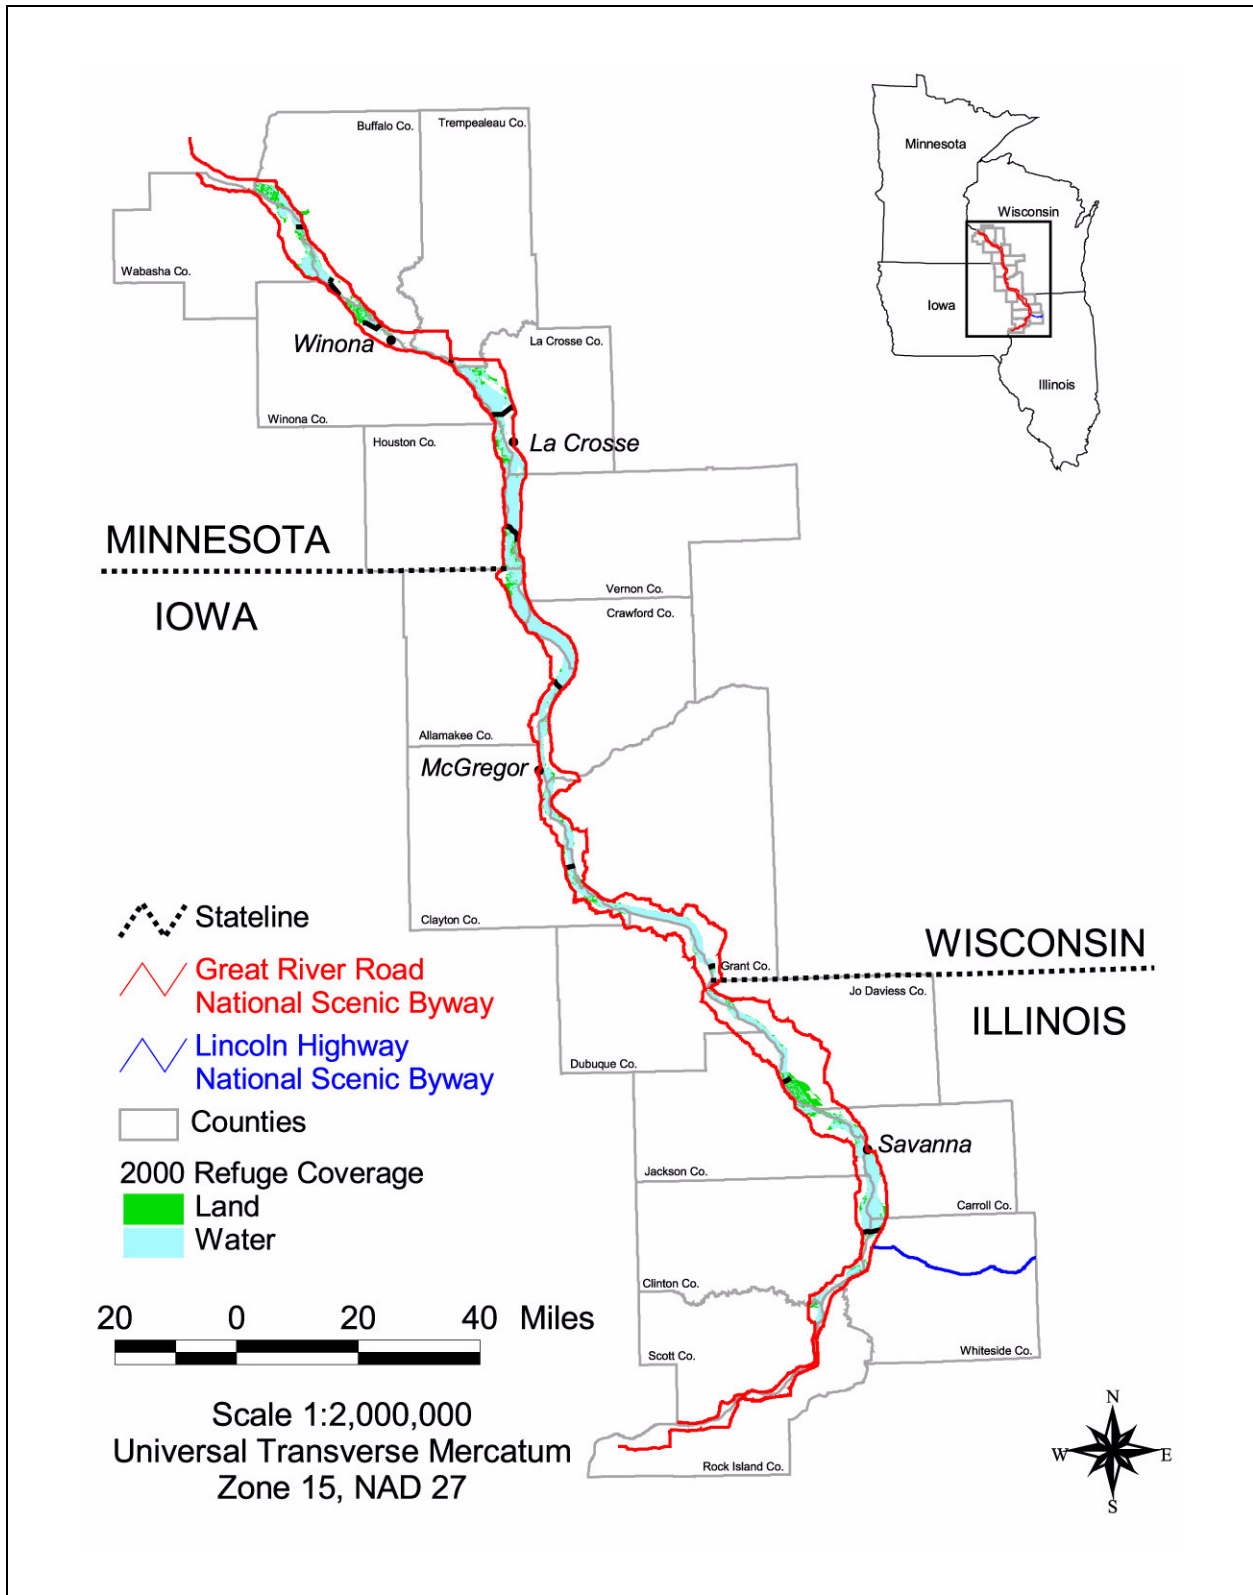 Buffalo Co.
Trempealeau Co.
Minnesota
Wisconsin
Iowa
Illinois
Wabasha Co.
Winona
La Crosse Co.
Winona Co.
Houston Co.
La Crosse
MINNESOTA
IOWA
Vernon Co.
Crawford Co.
Allamakee Co.
McGregor
Clayton Co.
Grant Co.
WISCONSIN
ILLINOIS
Jo Daviess Co.
Dubuque Co.
Savanna
Jackson Co.
Carroll Co.
Clinton Co.
Scott Co.
Whiteside Co.
Rock Island Co.
Stateline
Great River Road
National Scenic Byway
Lincoln Highway
National Scenic Byway
Counties
2000 Refuge Coverage
Land
Water
20 0 20 40 Miles
Scale 1:2,000,000
Universal Transverse Mercatum
Zone 15, NAD 27
N
W E
S